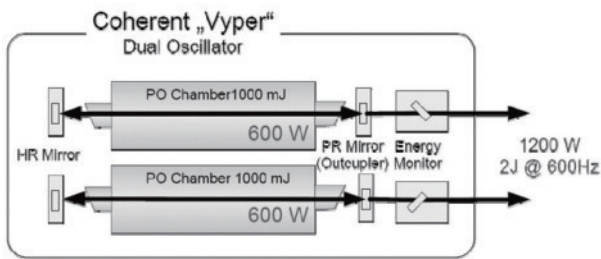 Coherent „Vyper“
Dual Oscillator
PO Chamber1000 mJ
600 W
HR Mirror
PR Mirror
(Outcupler)
Energy
Monitor
1200 W
2J @ 600Hz
PO Chamber 1000 mJ
600 W